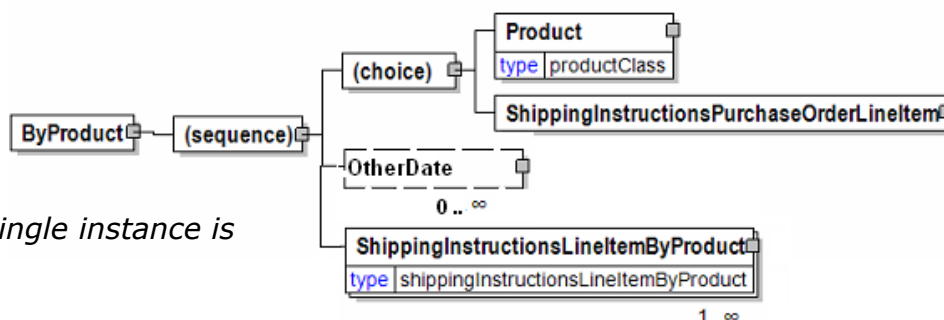 Product
type productClass
(choice)
ShippingInstructionsPurchaseOrderLineItem
ByProduct
(sequence)
OtherDate
0 .. ∞
ingle instance is
ShippingInstructionsLineItemByProduct
type shippingInstructionsLineItemByProduct
1.. ∞